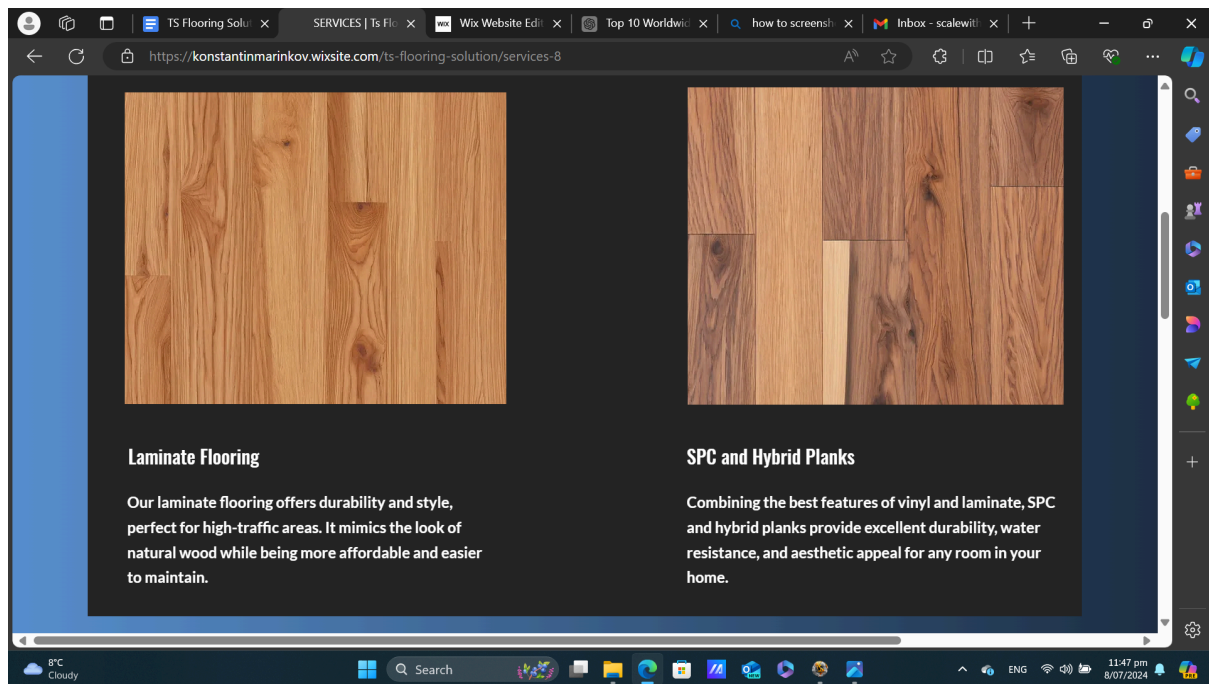 TS Flooring Solut
SERVICES | Ts Flo
WIX
Wix Website Edit
Top 10 Worldwid
how to screensh
Inbox - scalewith
https://konstantinmarinkov.wixsite.com/ts-flooring-solution/services-8
Laminate Flooring
Our laminate flooring offers durability and style,
perfect for high-traffic areas. It mimics the look of
natural wood while being more affordable and easier
to maintain.
SPC and Hybrid Planks
Combining the best features of vinyl and laminate, SPC
and hybrid planks provide excellent durability, water
resistance, and aesthetic appeal for any room in your
home.
8°C
Cloudy
Search
ENG
11:47 pm
8/07/2024